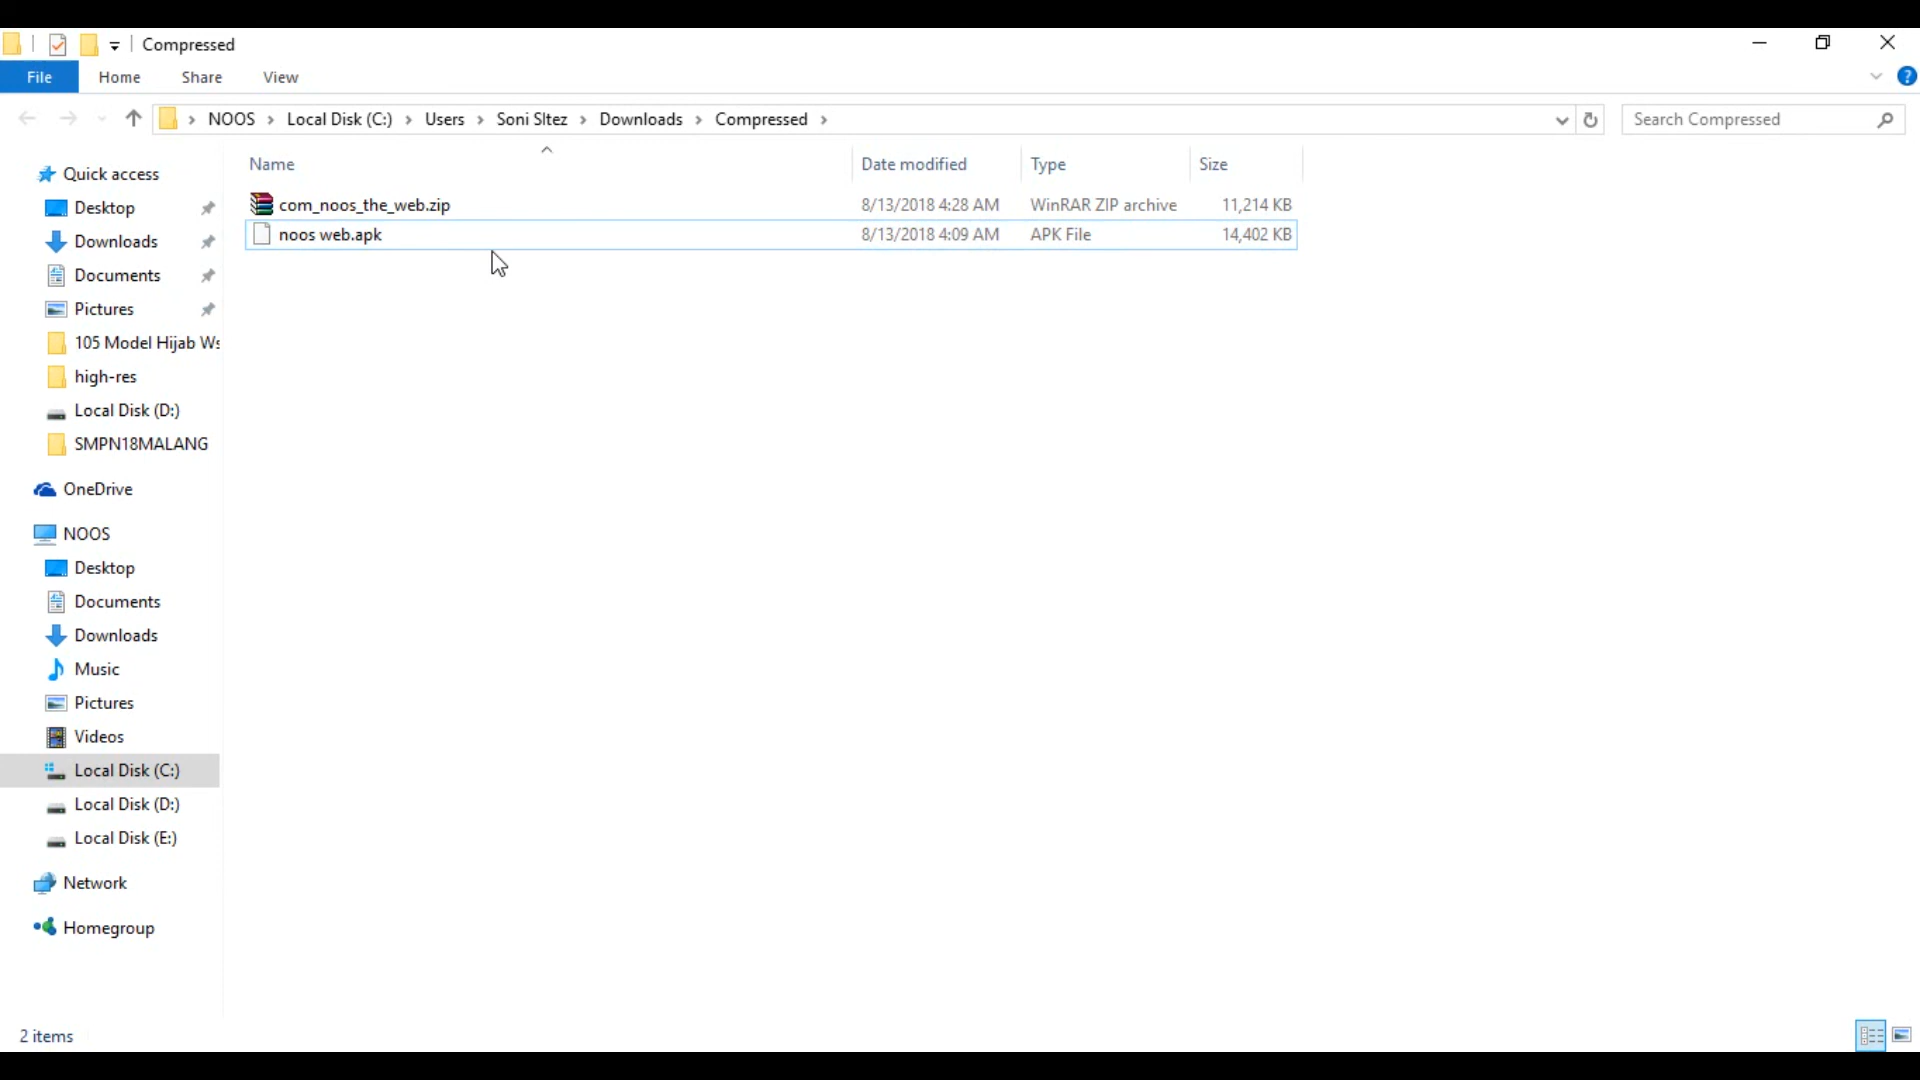 Compressed
File Home Share View
NOOS Local Disk (C:) Users Soni Sltez Downloads Compressed Search Compressed
Name Date modified Type Size
com_noos_the_web.zip 8/13/2018 4:28 AM WinRAR ZIP archive 11,214 KB
noos web.apk 8/13/2018 4:09 AM APK File 14,402 KB
Quick access
Desktop
Downloads
Documents
Pictures
105 Model Hijab Ws
high-res
Local Disk (D:)
SMPN18MALANG
OneDrive
NOOS
Desktop
Documents
Downloads
Music
Pictures
Videos
Local Disk (C:)
Local Disk (D:)
Local Disk (E:)
Network
Homegroup
2 items